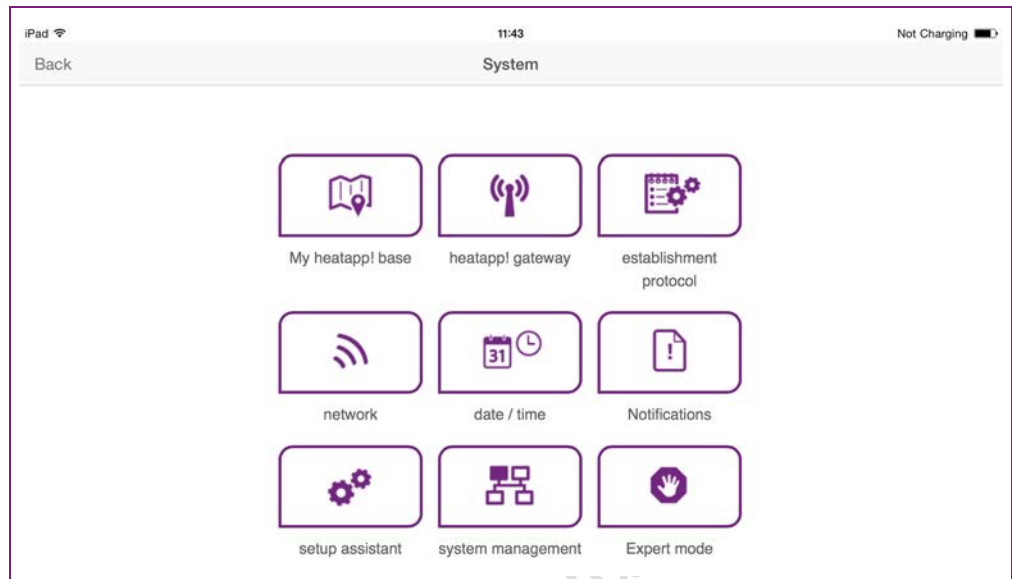 iPad 11:43 Not Charging
Back System
My heatapp! base heatapp! gateway establishment
protocol
31
network date / time Notifications
setup assistant system management Expert mode